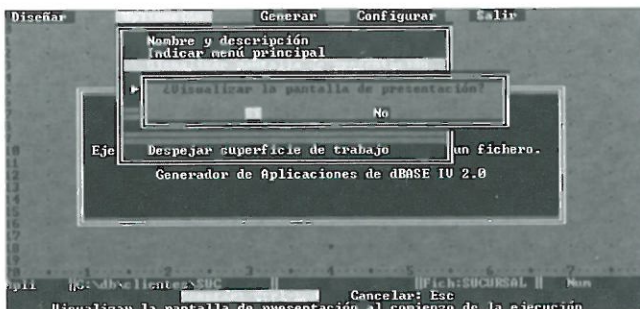 Diseñar Generar Configurar Salir
Nombre y descripción
Indicar menú principal
¿Visualizar la pantalla de presentación?
No
Eje
Despejar superficie de trabajo
un fichero.
Generador de Aplicaciones de dBASE IV 2.0
Fich:SUCURSAL Num
Cancelar: Esc
Visualizar la pantalla de presentación al comienzo de la ejecución